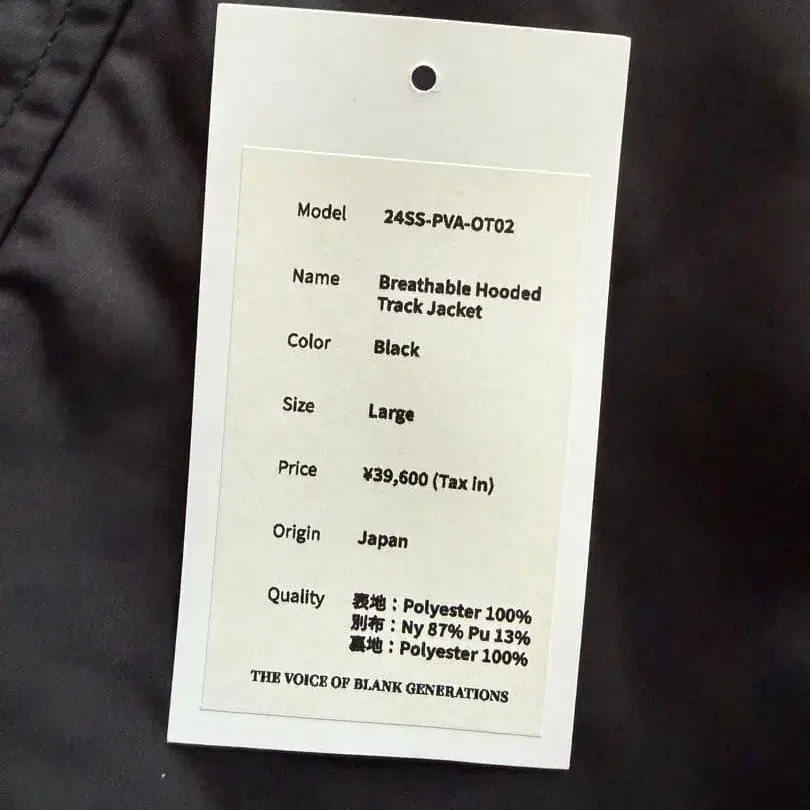 Model 24SS-PVA-OT02
Name Breathable Hooded
Track Jacket
Color Black
Size Large
Price ¥39,600 (Tax in)
Origin Japan
Quality 表地：Polyester 100%
別布：Ny 87% Pu 13%
裏地：Polyester 100%
THE VOICE OF BLANK GENERATIONS